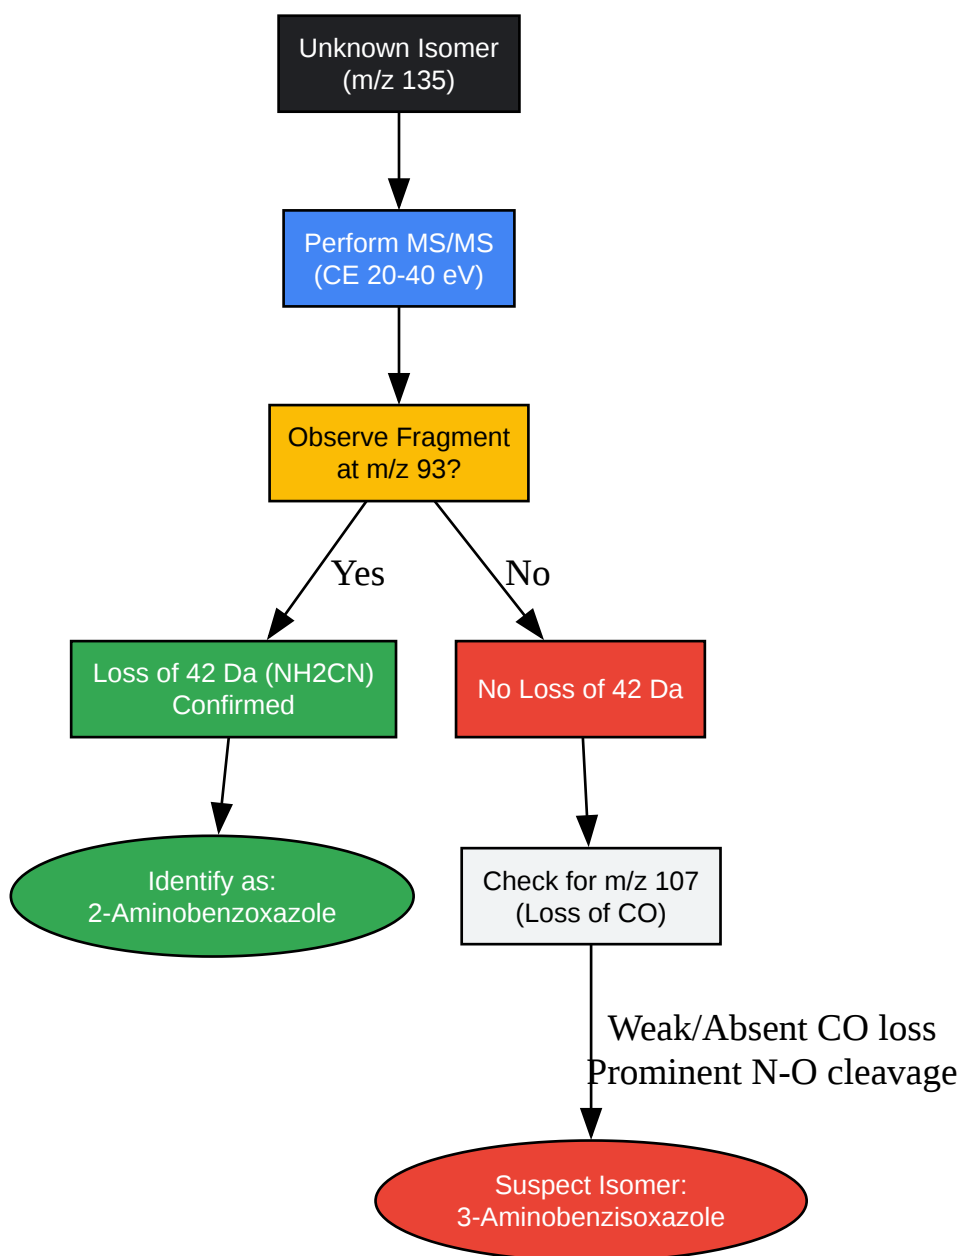 Unknown Isomer
(m/z 135)
Perform MS/MS
(CE 20-40 eV)
Observe Fragment
at m/z 93?
Yes
No
Loss of 42 Da (NH2CN)
Confirmed
No Loss of 42 Da
Identify as:
2-Aminobenzoxazole
Check for m/z 107
(Loss of CO)
Weak/Absent CO loss
Prominent N-O cleavage
Suspect Isomer:
3-Aminobenzisoxazole